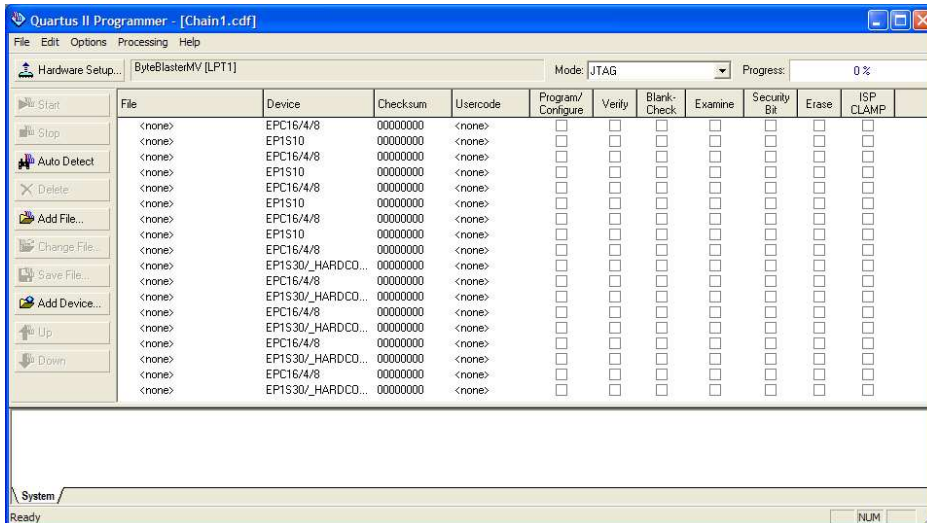 Quartus II Programmer - [Chain1.cdf]
File Edit Options Processing Help
Hardware Setup... ByteBlasterMV [LPT1] Mode: JTAG Progress: 0 %
Start
Stop
Auto Detect
Delete
Add File...
Change File...
Save File...
Add Device...
Up
Down
File Device Checksum Usercode Program/Configure Verify Blank-Check Examine Security Bit Erase ISP CLAMP
<none> EPC16/4/8 00000000 <none>
<none> EP1S10 00000000 <none>
<none> EPC16/4/8 00000000 <none>
<none> EP1S10 00000000 <none>
<none> EPC16/4/8 00000000 <none>
<none> EP1S10 00000000 <none>
<none> EPC16/4/8 00000000 <none>
<none> EP1S10 00000000 <none>
<none> EPC16/4/8 00000000 <none>
<none> EP1S30/_HARDCO... 00000000 <none>
<none> EPC16/4/8 00000000 <none>
<none> EP1S30/_HARDCO... 00000000 <none>
<none> EPC16/4/8 00000000 <none>
<none> EP1S30/_HARDCO... 00000000 <none>
<none> EPC16/4/8 00000000 <none>
<none> EP1S30/_HARDCO... 00000000 <none>
<none> EPC16/4/8 00000000 <none>
<none> EP1S30/_HARDCO... 00000000 <none>
System
Ready NUM